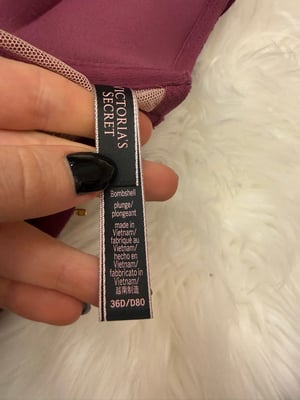 VICTORIA'S
SECRET
Bombshell
plunge/
plongeant
made in
Vietnam/
fabriqué au
Vietnam/
hecho en
Vietnam/
fabbricato in
Vietnam/
越南制造
36D/D80